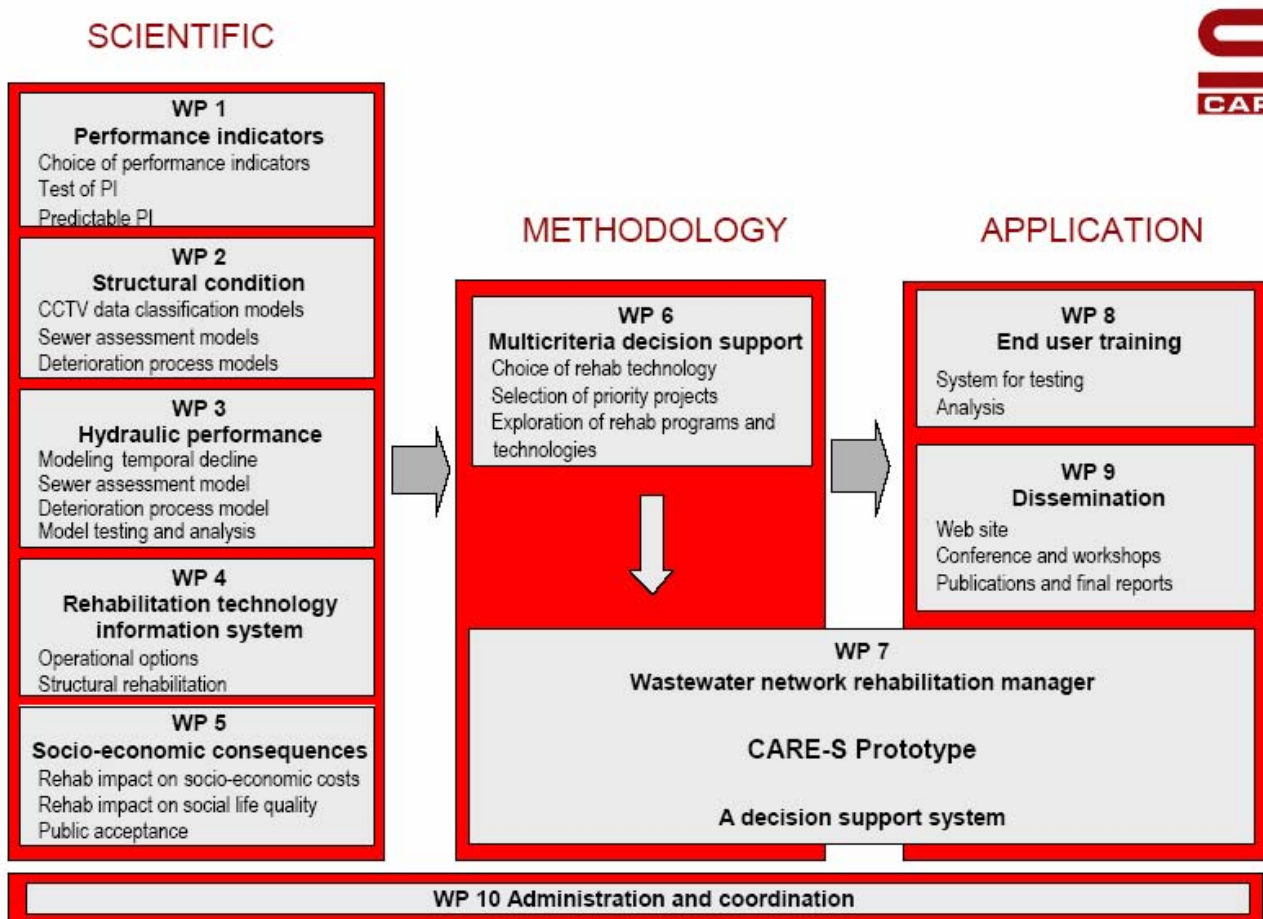 SCIENTIFIC
WP 1
Performance indicators
Choice of performance indicators
Test of PI
Predictable PI
WP 2
Structural condition
CCTV data classification models
Sewer assessment models
Deterioration process models
WP 3
Hydraulic performance
Modeling temporal decline
Sewer assessment model
Deterioration process model
Model testing and analysis
WP 4
Rehabilitation technology
information system
Operational options
Structural rehabilitation
WP 5
Socio-economic consequences
Rehab impact on socio-economic costs
Rehab impact on social life quality
Public acceptance
METHODOLOGY
WP 6
Multicriteria decision support
Choice of rehab technology
Selection of priority projects
Exploration of rehab programs and
technologies
APPLICATION
WP 8
End user training
System for testing
Analysis
WP 9
Dissemination
Web site
Conference and workshops
Publications and final reports
WP 7
Wastewater network rehabilitation manager
CARE-S Prototype
A decision support system
WP 10 Administration and coordination